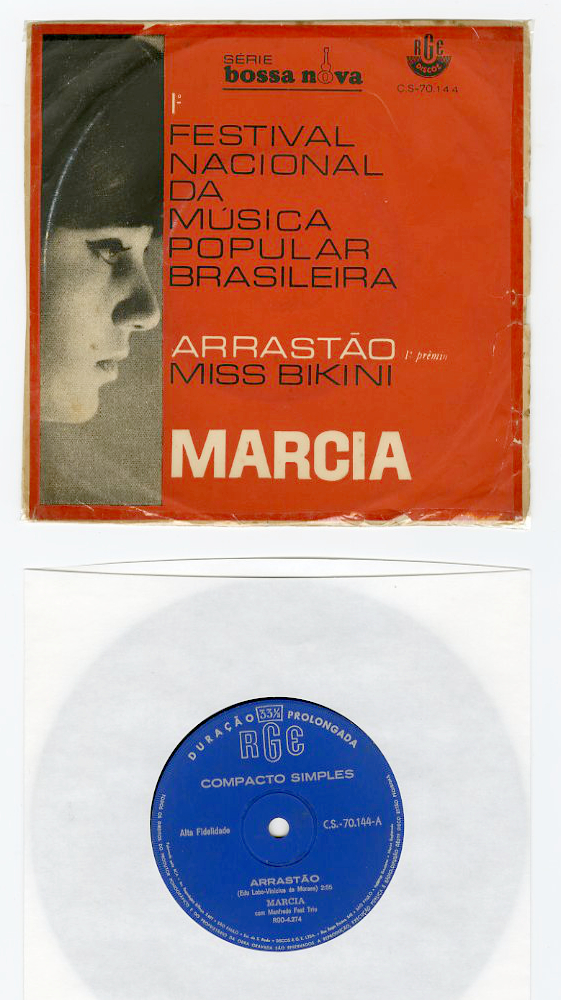 SÉRIE
bossa nova
RGE
DISCOS
C.S-70.144
1º
FESTIVAL
NACIONAL
DA
MÚSICA
POPULAR
BRASILEIRA
ARRASTÃO 1º prêmio
MISS BIKINI
MARCIA
DURAÇÃO 33⅓ PROLONGADA
RGE
COMPACTO SIMPLES
Alta Fidelidade
C.S.-70.144-A
ARRASTÃO
(Edu Lobo-Vinicius de Moraes) 2:55
MARCIA
com Manfredo Fest Trio
RGO-4.274